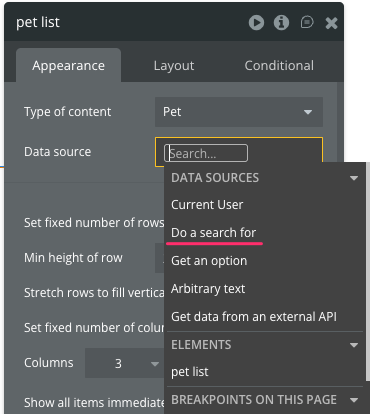 pet list
Appearance Layout Conditional
Type of content Pet
Data source Search...
DATA SOURCES
Current User
Set fixed number of rows Do a search for
Min height of row Get an option
Stretch rows to fill vertica Arbitrary text
Set fixed number of colur Get data from an external API
ELEMENTS
Columns 3 pet list
Show all items immediate BREAKPOINTS ON THIS PAGE